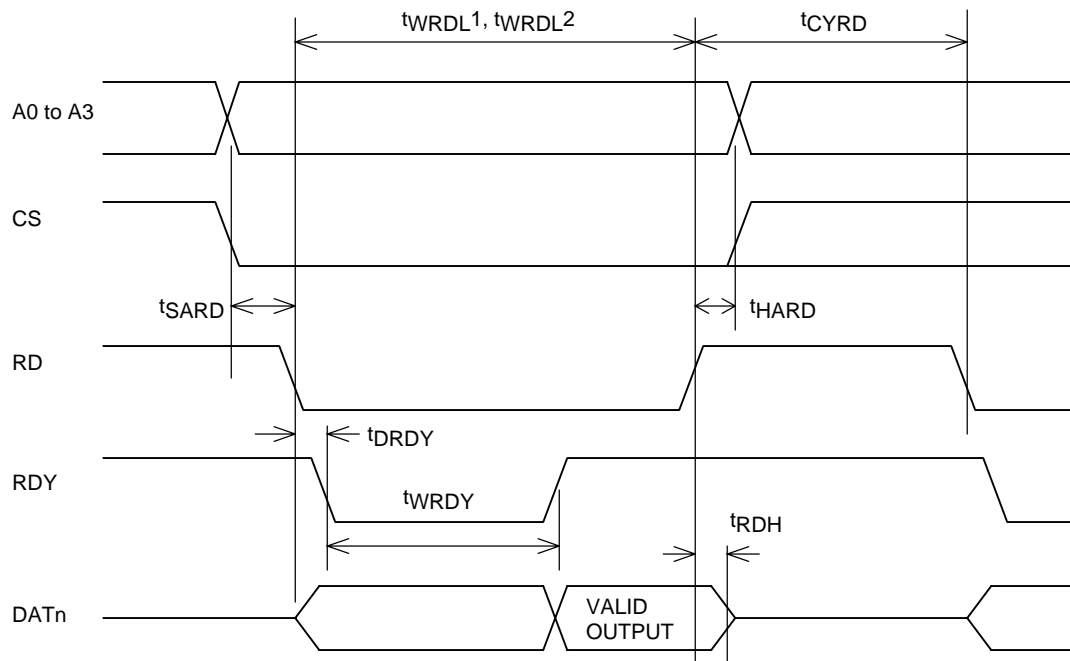 tWRDL1, tWRDL2
tCYRD
A0 to A3
CS
tSARD
tHARD
RD
tDRDY
RDY
tWRDY
tRDH
DATn
VALID
OUTPUT